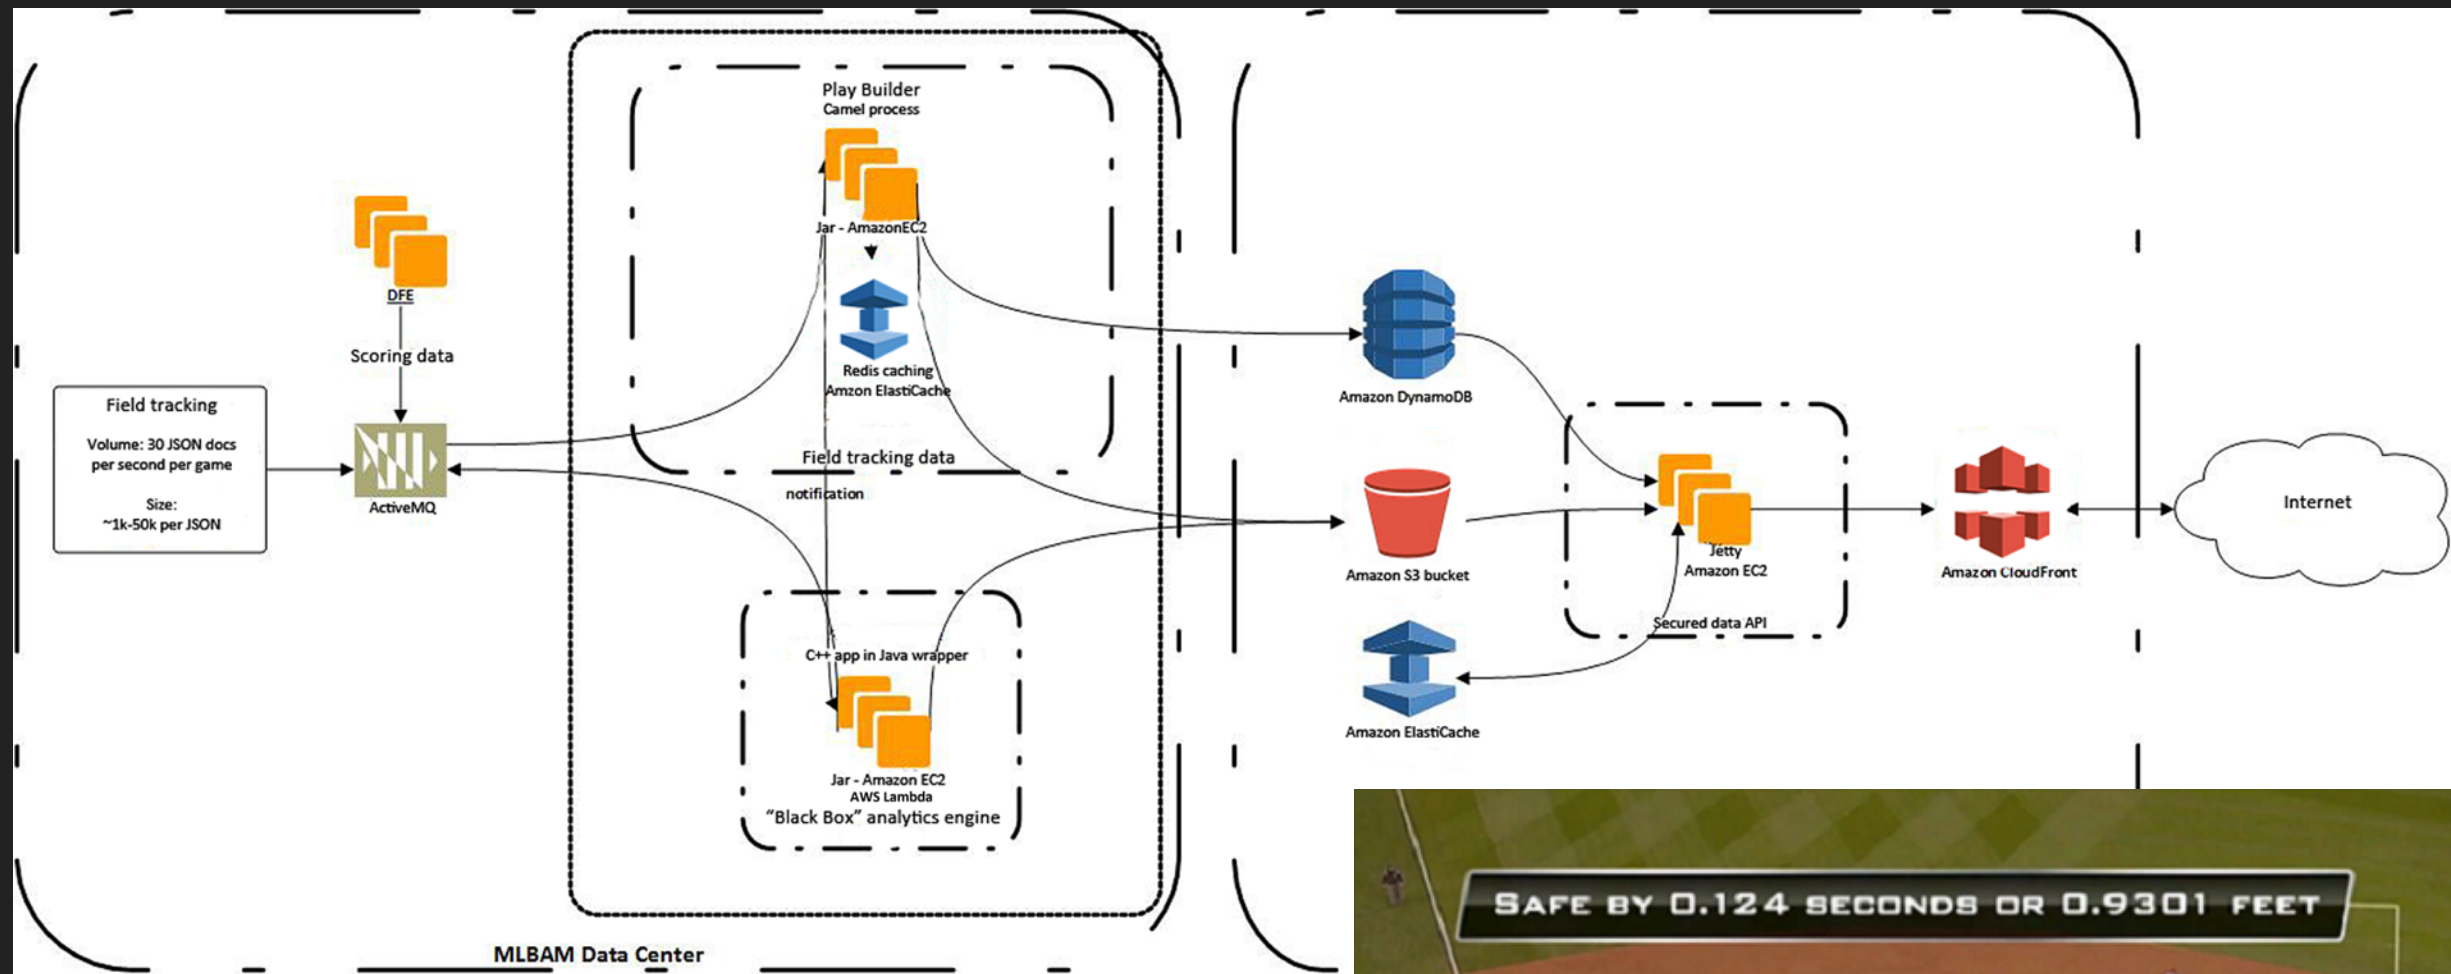 Play Builder
Camel process
Jar - AmazonEC2
Redis caching
Amzon ElastiCache
Field tracking data
notification
DFE
Scoring data
Field tracking
Volume: 30 JSON docs
per second per game
Size:
~1k-50k per JSON
ActiveMQ
C++ app in Java wrapper
Jar - Amazon EC2
AWS Lambda
“Black Box” analytics engine
MLBAM Data Center
Amazon DynamoDB
Amazon S3 bucket
Amazon ElastiCache
Jetty
Amazon EC2
Secured data API
Amazon CloudFront
Internet
SAFE BY 0.124 SECONDS OR 0.9301 FEET